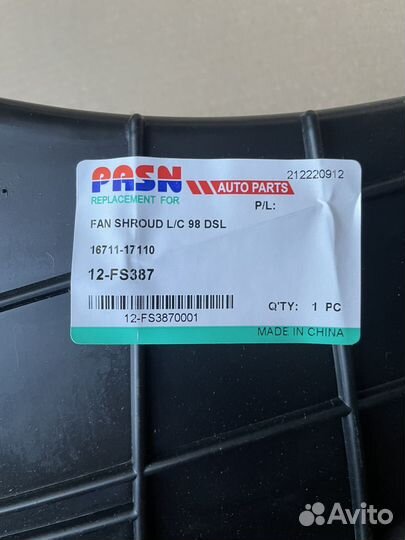 PASN
AUTO PARTS
212220912
REPLACEMENT FOR
P/L:
FAN SHROUD L/C 98 DSL
16711-17110
12-FS387
12-FS3870001
Q'TY: 1 PC
MADE IN CHINA
Avito